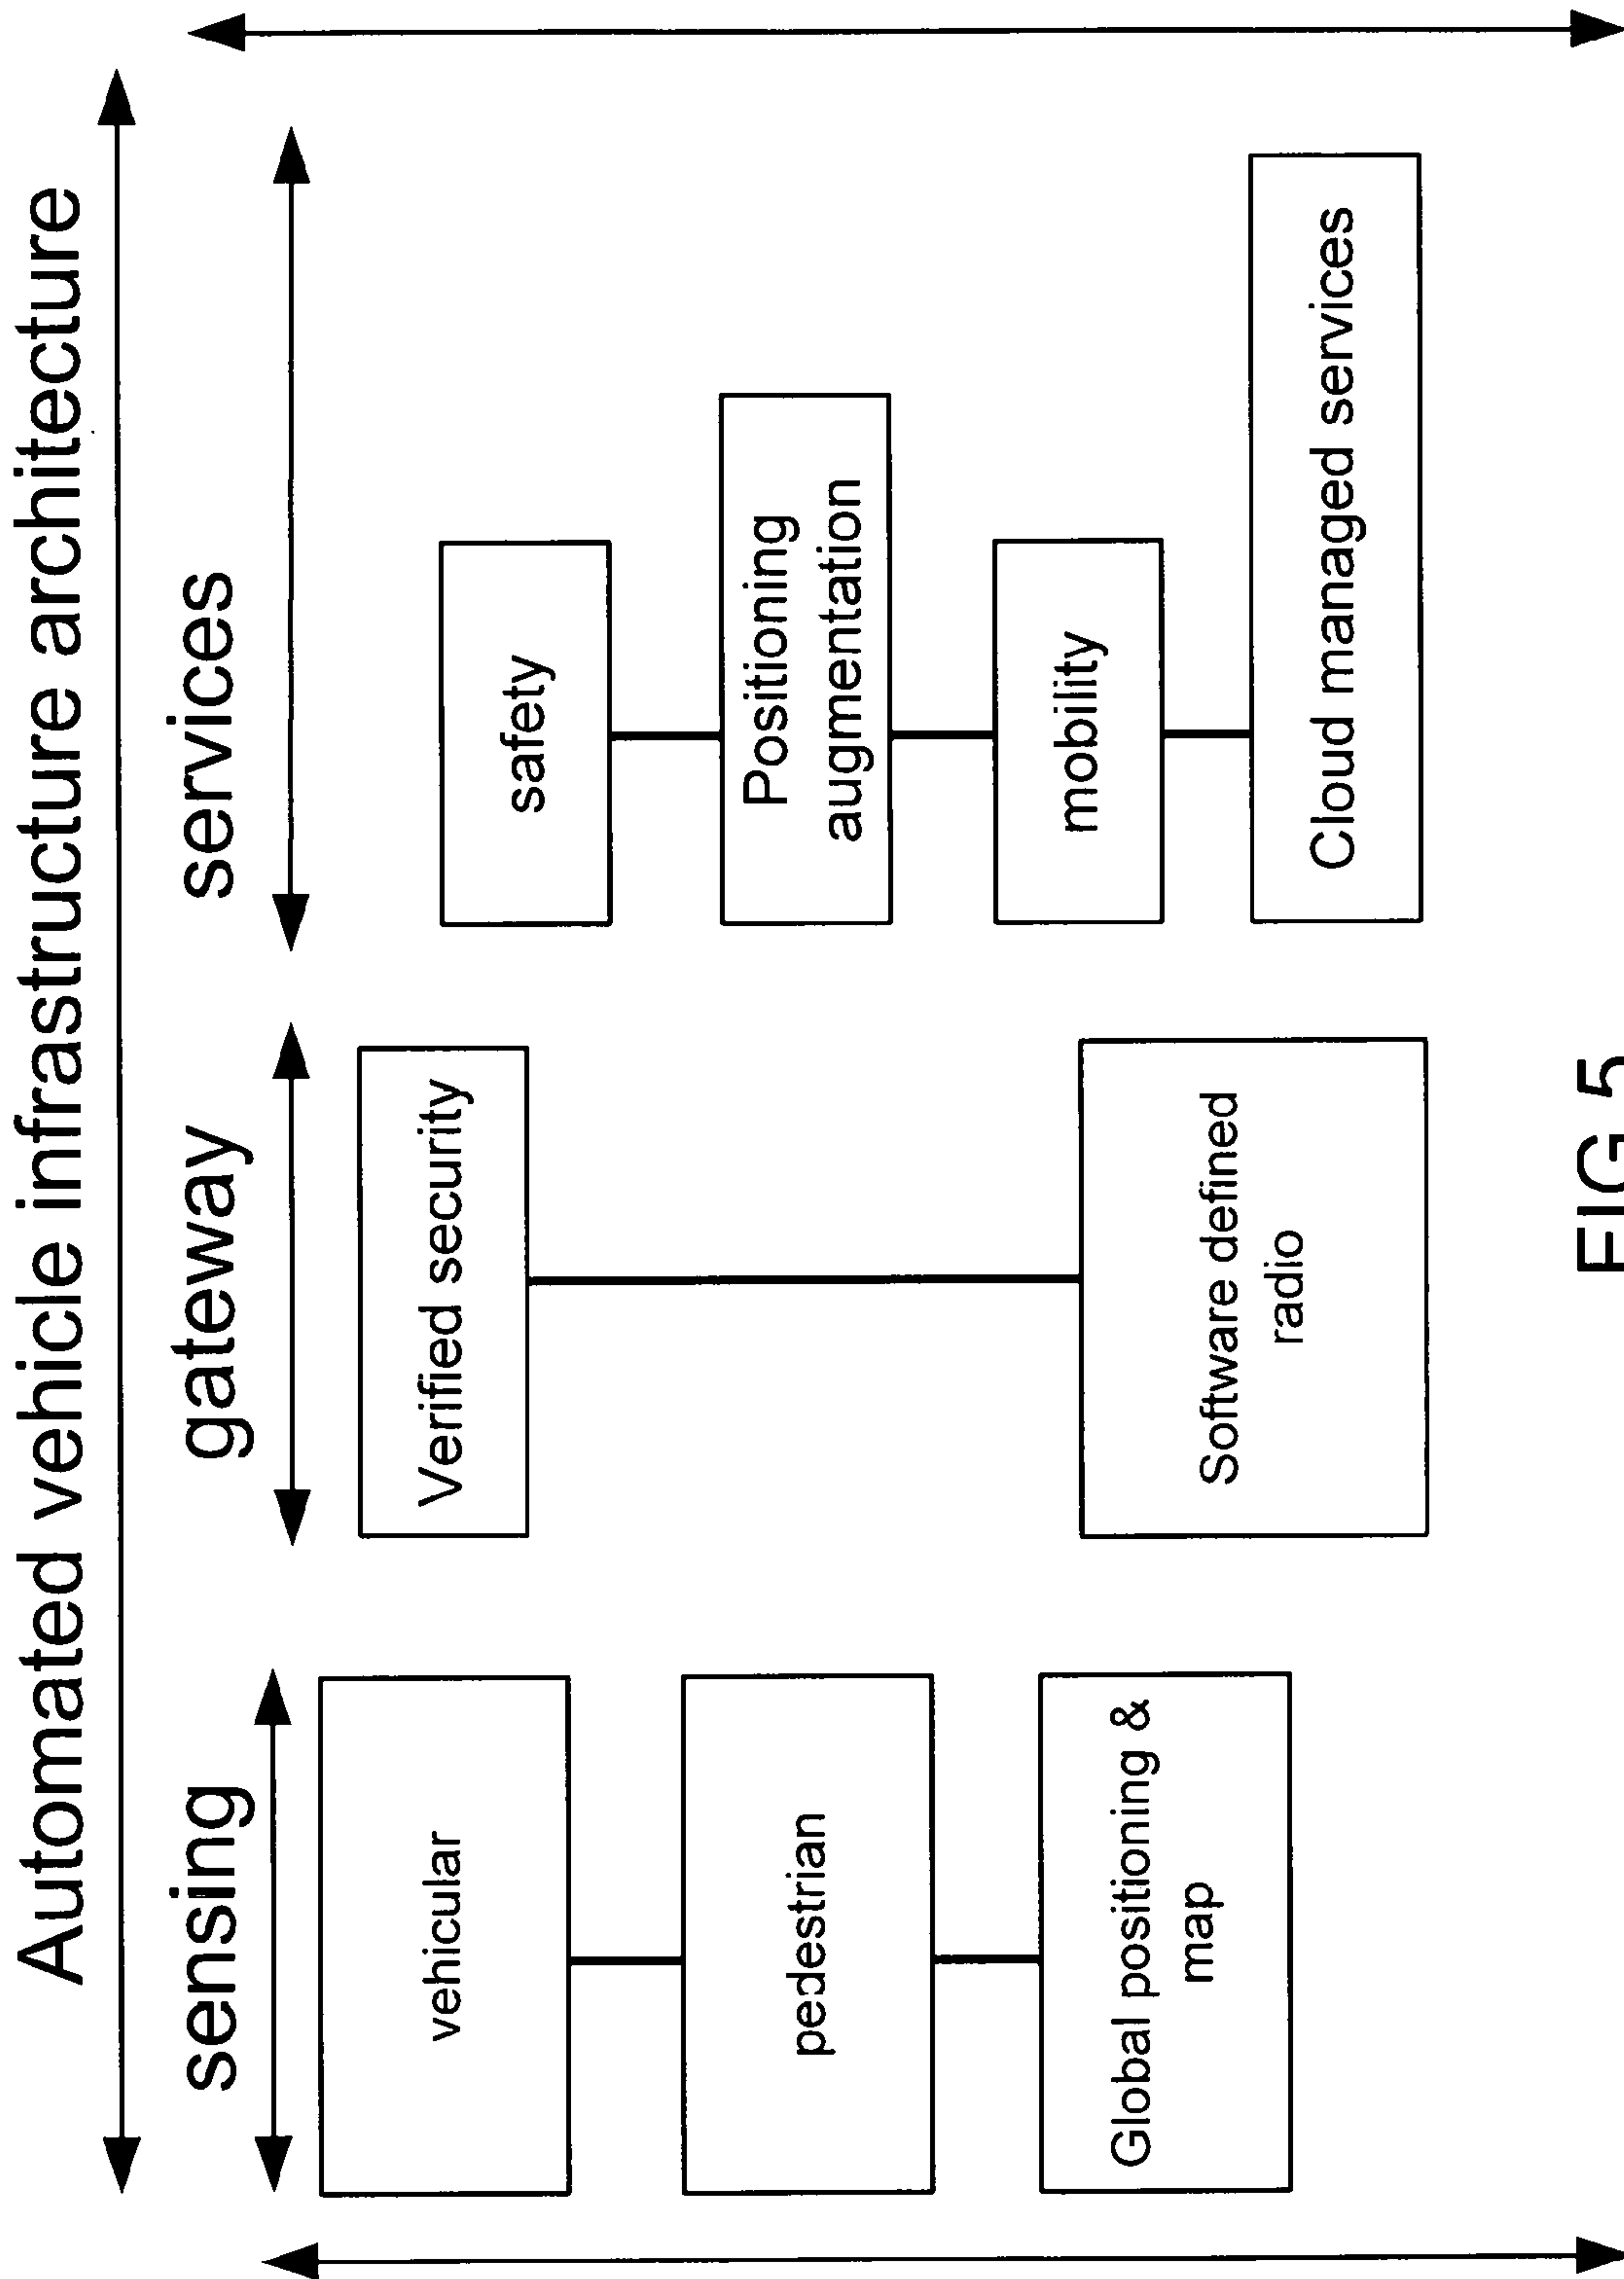 Automated vehicle infrastructure architecture
sensing
gateway
services
vehicular
pedestrian
Global positioning &
map
Verified security
Software defined
radio
safety
Positioning
augmentation
mobility
Cloud managed services
FIG 5